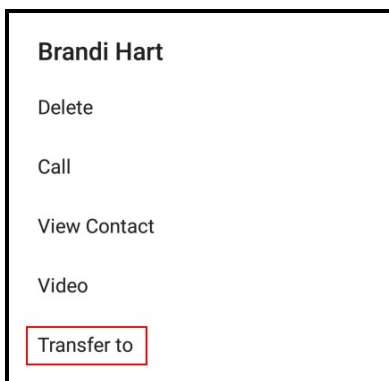 Brandi Hart
Delete
Call
View Contact
Video
Transfer to